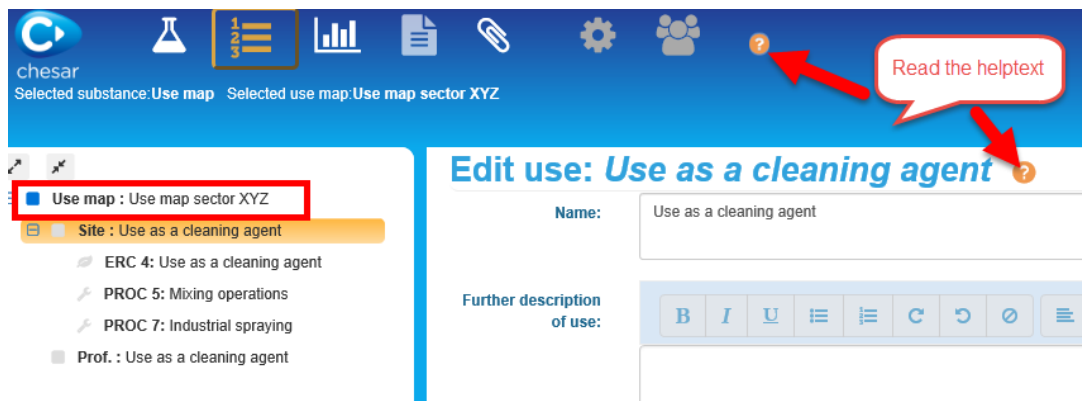 chesar
Selected substance:Use map Selected use map:Use map sector XYZ
Read the helptext
Use map : Use map sector XYZ
Site : Use as a cleaning agent
ERC 4: Use as a cleaning agent
PROC 5: Mixing operations
PROC 7: Industrial spraying
Prof. : Use as a cleaning agent
Edit use: Use as a cleaning agent ?
Name:
Use as a cleaning agent
Further description
of use:
B I U